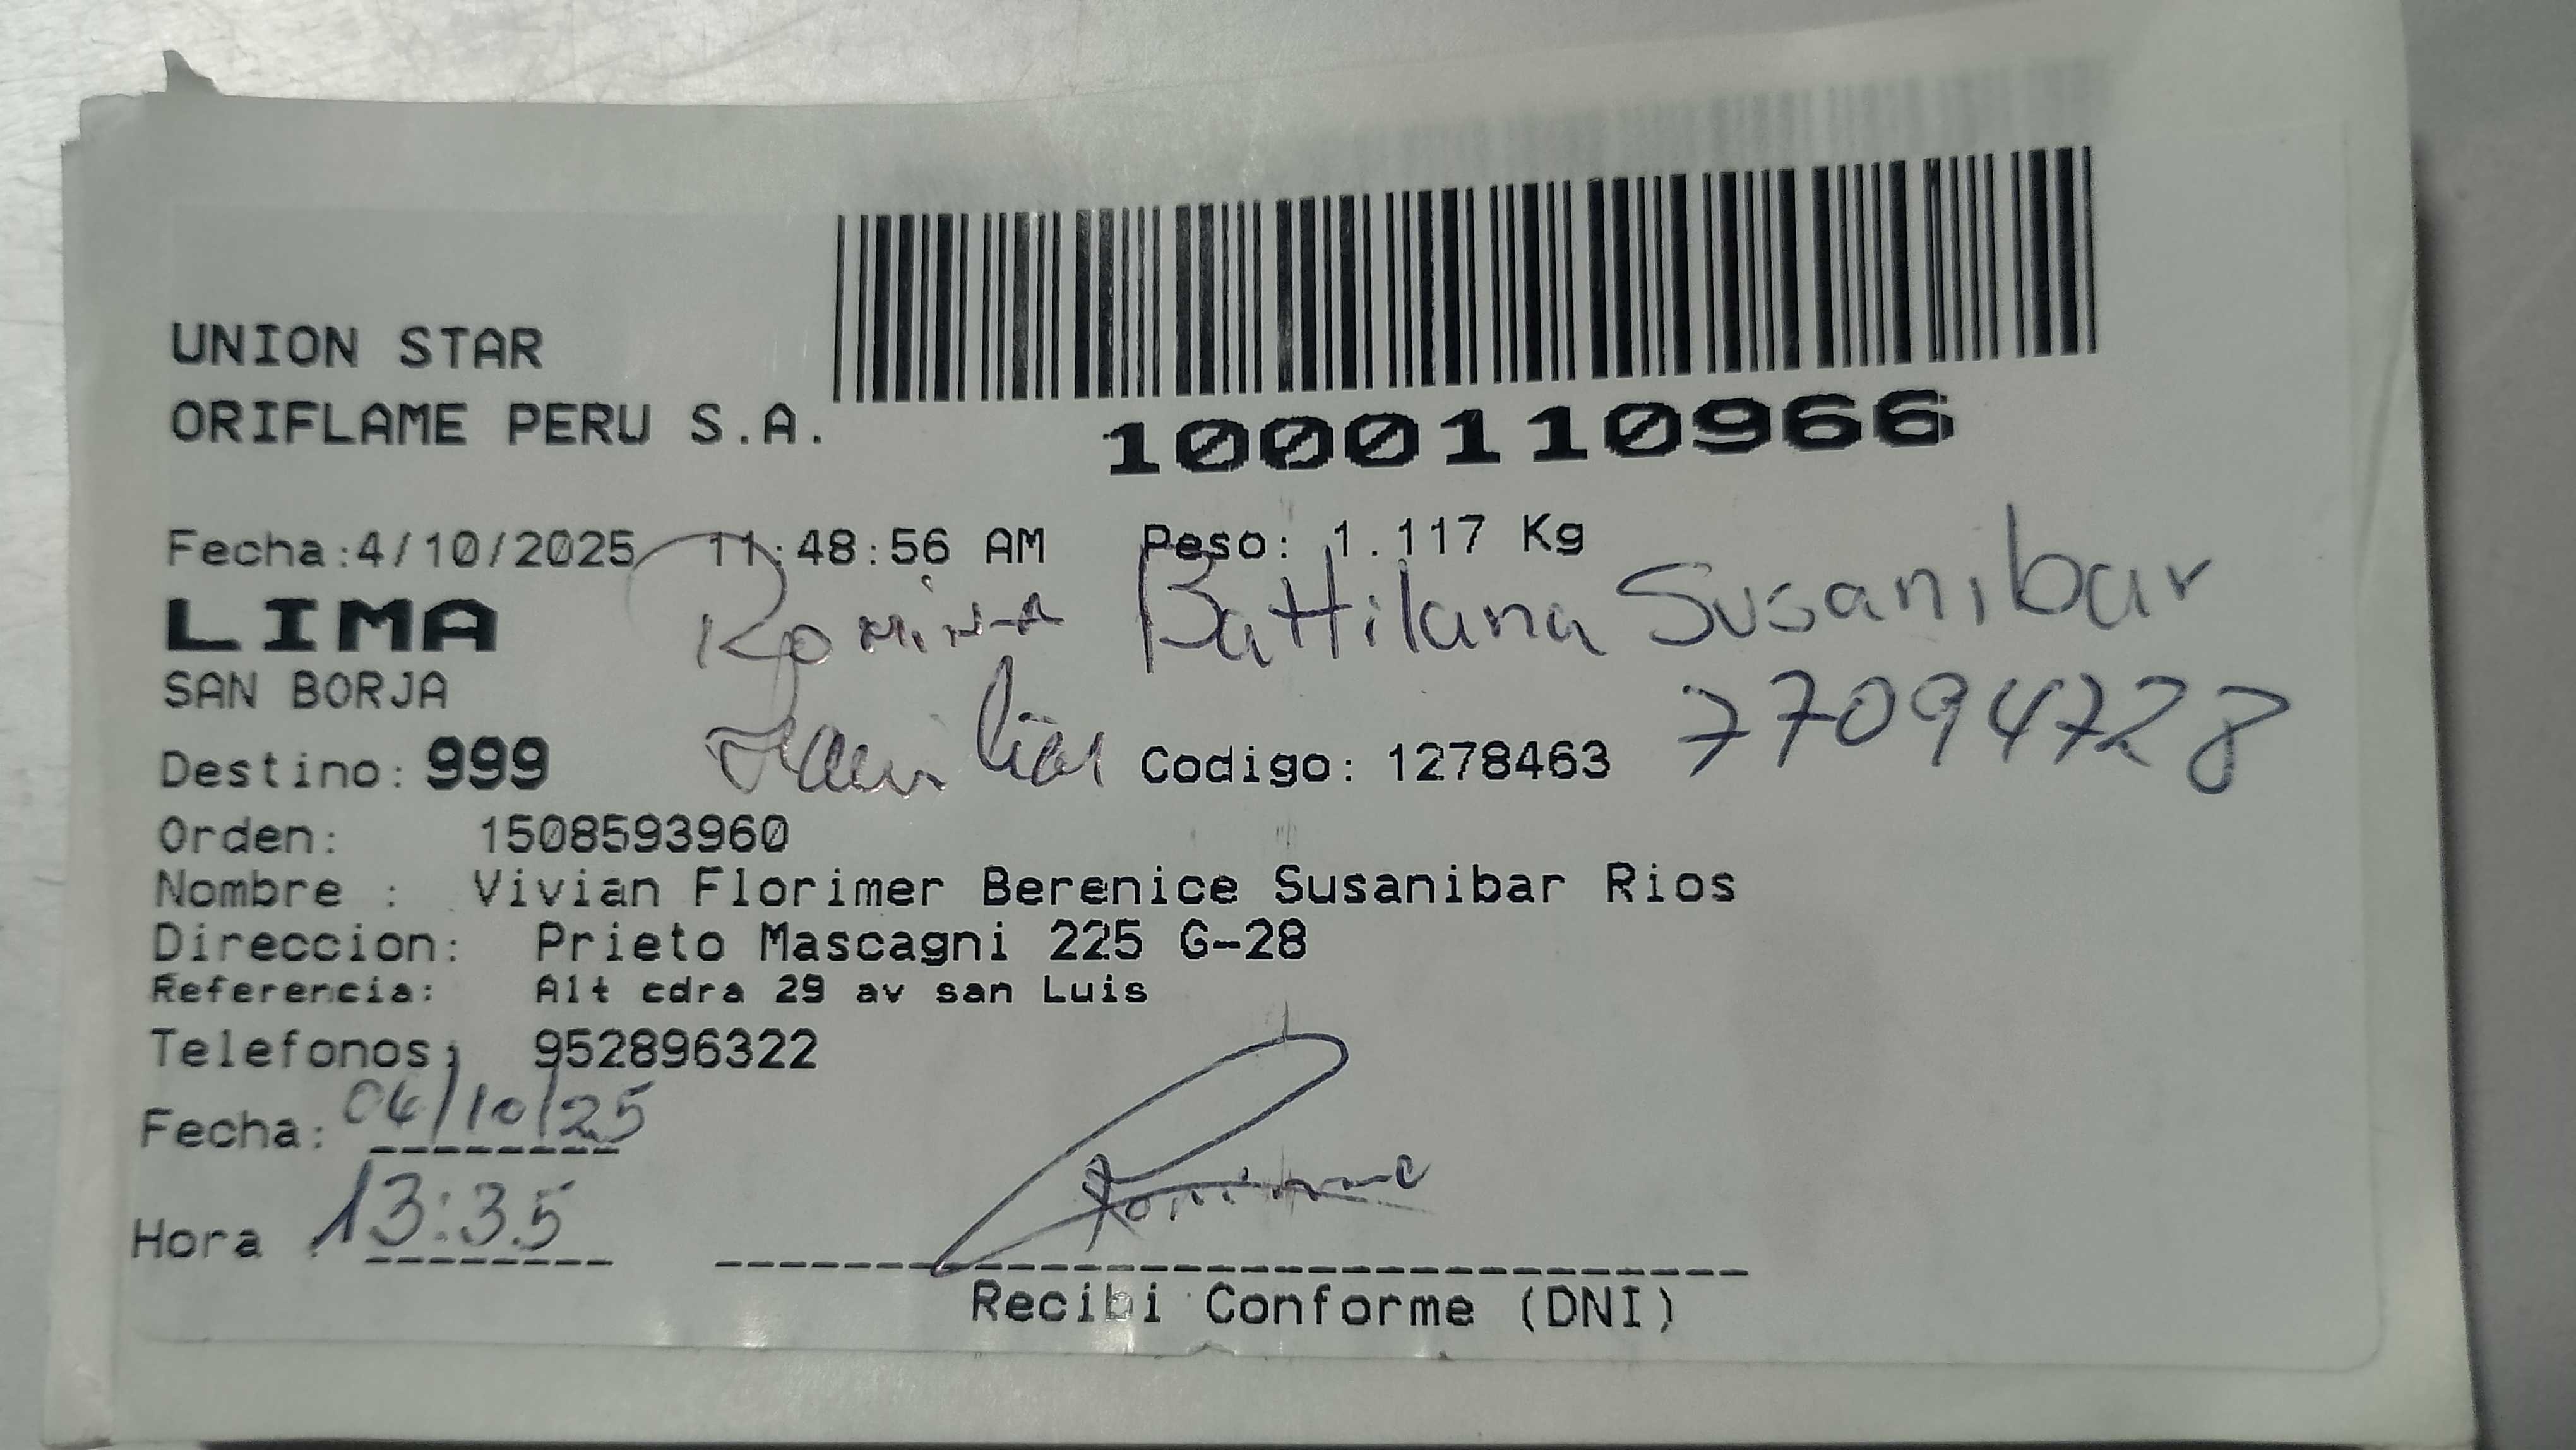 UNION STAR
ORIFLAME PERU S.A.
1000110966
Fecha:4/10/2025 11:48:56 AM Peso: 1.117 Kg
LIMA Romina Battilana Susanibar
SAN BORJA 77094728
Destino: 999 Familiar Codigo: 1278463
Orden: 1508593960
Nombre : Vivian Florimer Berenice Susanibar Rios
Direccion: Prieto Mascagni 225 G-28
Referencia: Alt cdra 29 av san Luis
Telefonos: 952896322
Fecha: 04/10/25
Hora : 13:35
Romina
Recibi Conforme (DNI)